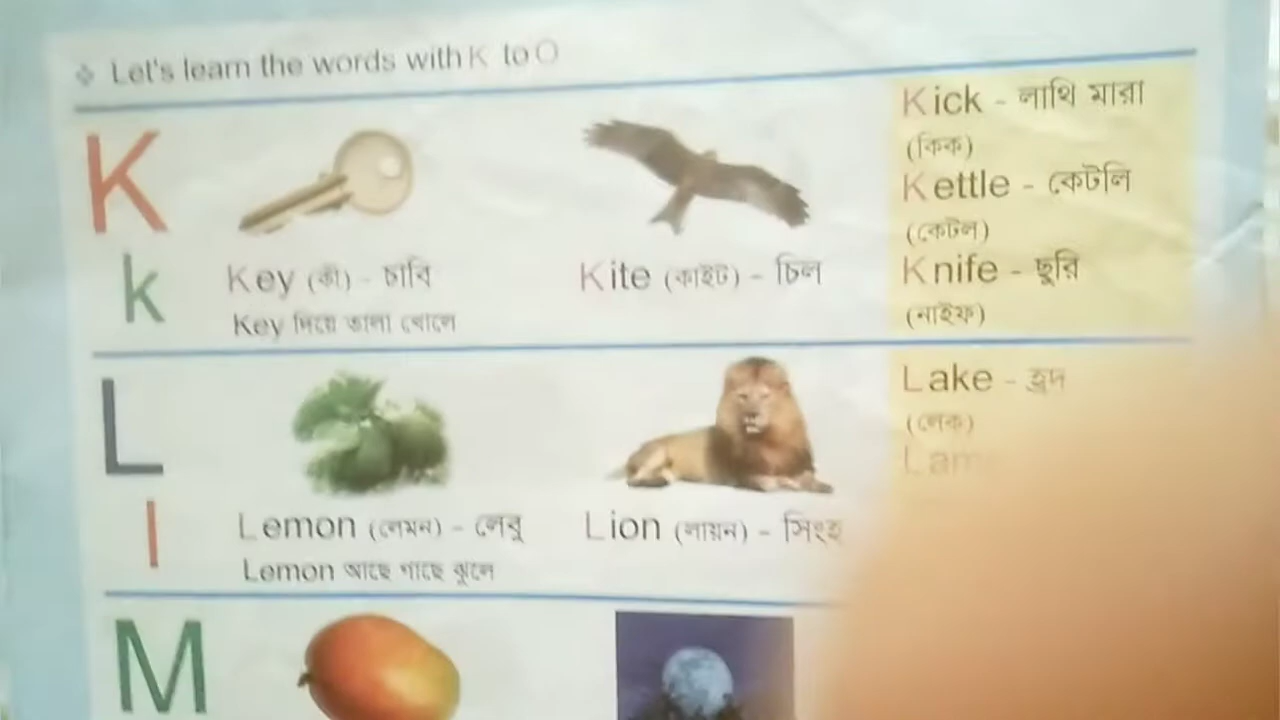 ❖ Let's learn the words with K to O
K
k
Key (কী) - চাবি
Key দিয়ে তালা খোলে
Kite (কাইট) - চিল
Kick - লাথি মারা
(কিক)
Kettle - কেটলি
(কেটল)
Knife - ছুরি
(নাইফ)
L
l
Lemon (লেমন) - লেবু
Lemon আছে গাছে ঝুলে
Lion (লায়ন) - সিংহ
Lake - হ্রদ
(লেক)
M